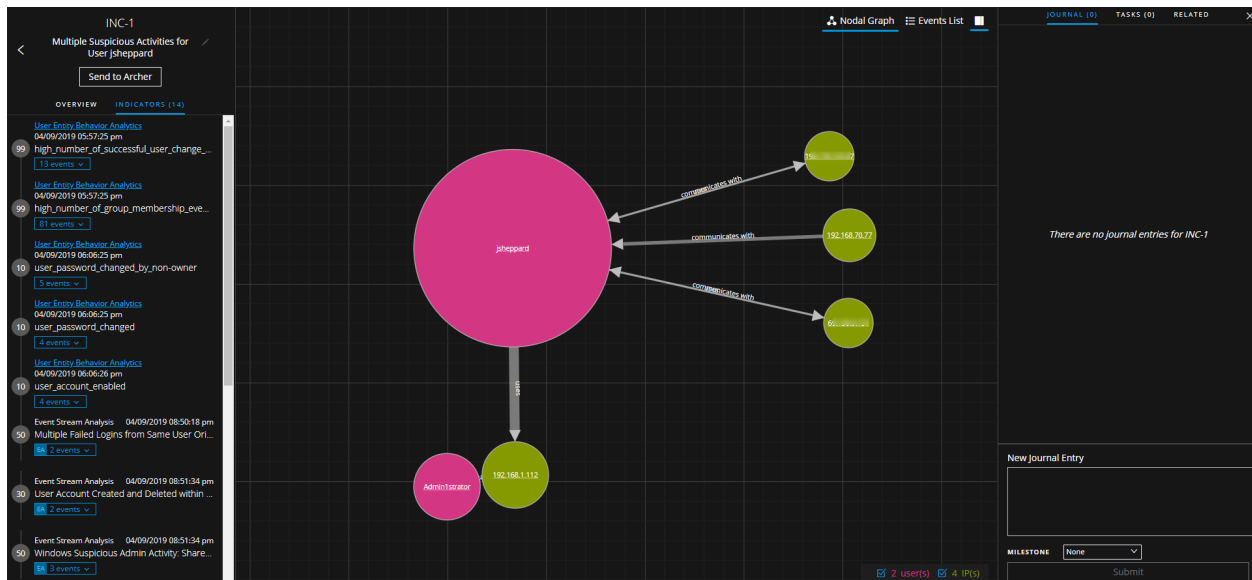 INC-1
Multiple Suspicious Activities for
User jsheppard
Send to Archer
OVERVIEW INDICATORS (14)
User Entity Behavior Analytics
04/09/2019 05:57:25 pm
99 high_number_of_successful_user_change_...
13 events
User Entity Behavior Analytics
04/09/2019 05:57:25 pm
99 high_number_of_group_membership_eve...
81 events
User Entity Behavior Analytics
04/09/2019 06:06:25 pm
10 user_password_changed_by_non-owner
5 events
User Entity Behavior Analytics
04/09/2019 06:06:25 pm
10 user_password_changed
4 events
User Entity Behavior Analytics
04/09/2019 06:06:26 pm
10 user_account_enabled
4 events
Event Stream Analysis 04/09/2019 08:50:18 pm
50 Multiple Failed Logins from Same User Ori...
EA 2 events
Event Stream Analysis 04/09/2019 08:51:34 pm
30 User Account Created and Deleted within ...
EA 2 events
Event Stream Analysis 04/09/2019 08:51:34 pm
50 Windows Suspicious Admin Activity: Share...
EA 3 events
Nodal Graph Events List
communicates with
jsheppard
communicates with
192.168.70.77
communicates with
uses
Admin1strator
192.168.1.112
2 user(s) 4 IP(s)
JOURNAL (0) TASKS (0) RELATED
There are no journal entries for INC-1
New Journal Entry
MILESTONE None
Submit